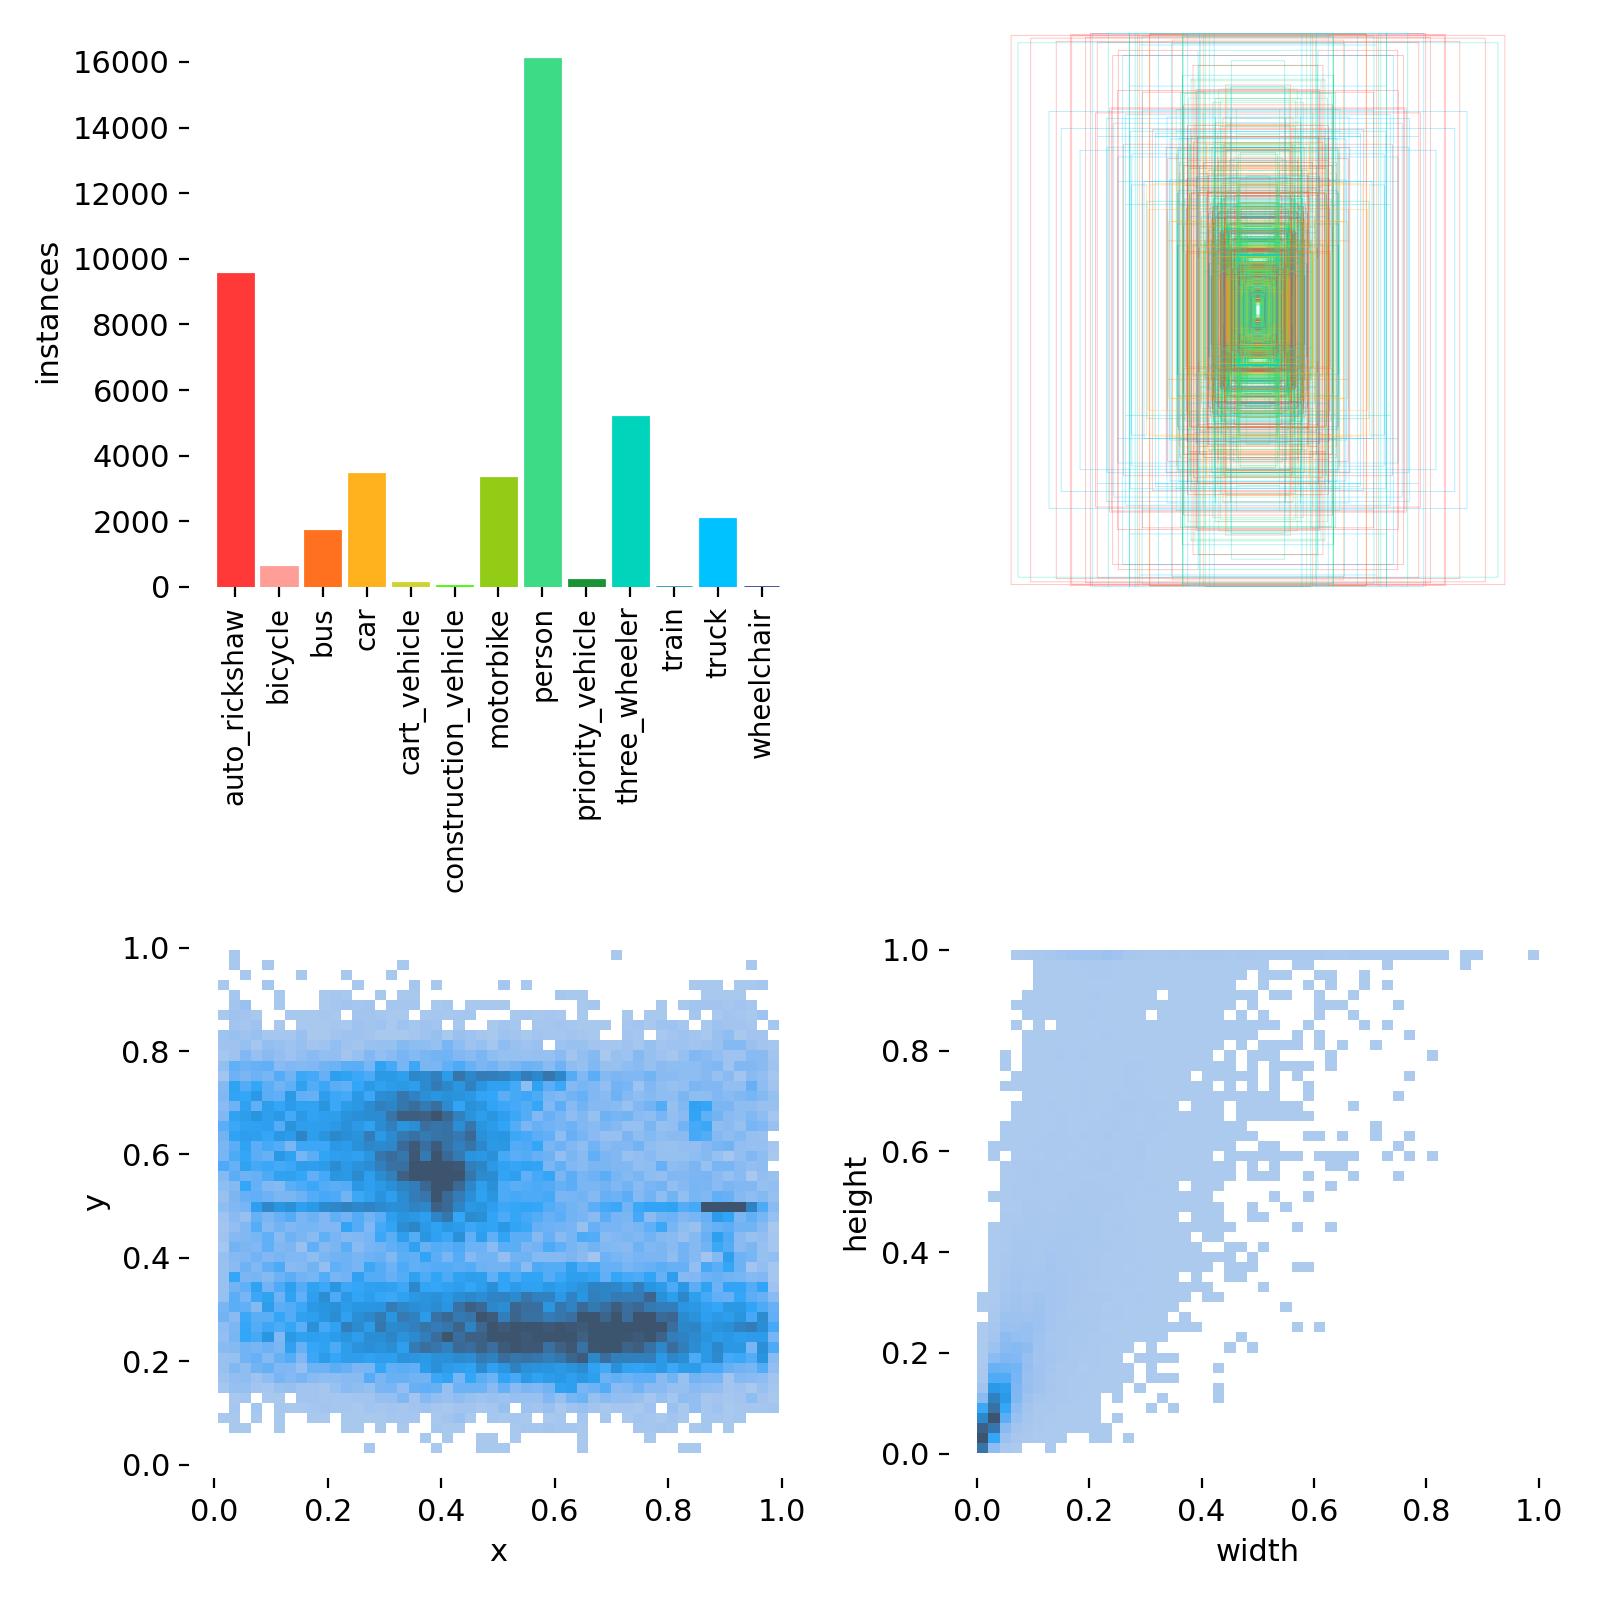 instances
16000
14000
12000
10000
8000
6000
4000
2000
0
auto_rickshaw
bicycle
bus
car
cart_vehicle
construction_vehicle
motorbike
person
priority_vehicle
three_wheeler
train
truck
wheelchair
y
1.0
0.8
0.6
0.4
0.2
0.0
0.0 0.2 0.4 0.6 0.8 1.0
x
height
1.0
0.8
0.6
0.4
0.2
0.0
0.0 0.2 0.4 0.6 0.8 1.0
width